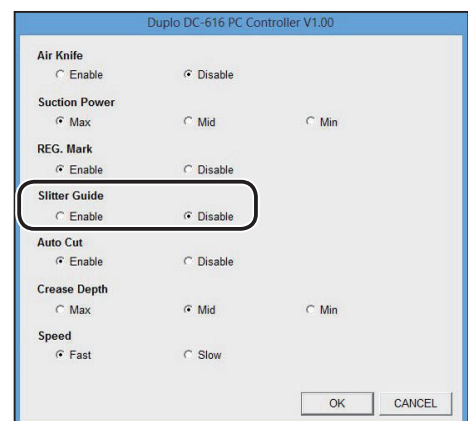 Duplo DC-616 PC Controller V1.00
Air Knife
Enable Disable
Suction Power
Max Mid Min
REG. Mark
Enable Disable
Slitter Guide
Enable Disable
Auto Cut
Enable Disable
Crease Depth
Max Mid Min
Speed
Fast Slow
OK CANCEL